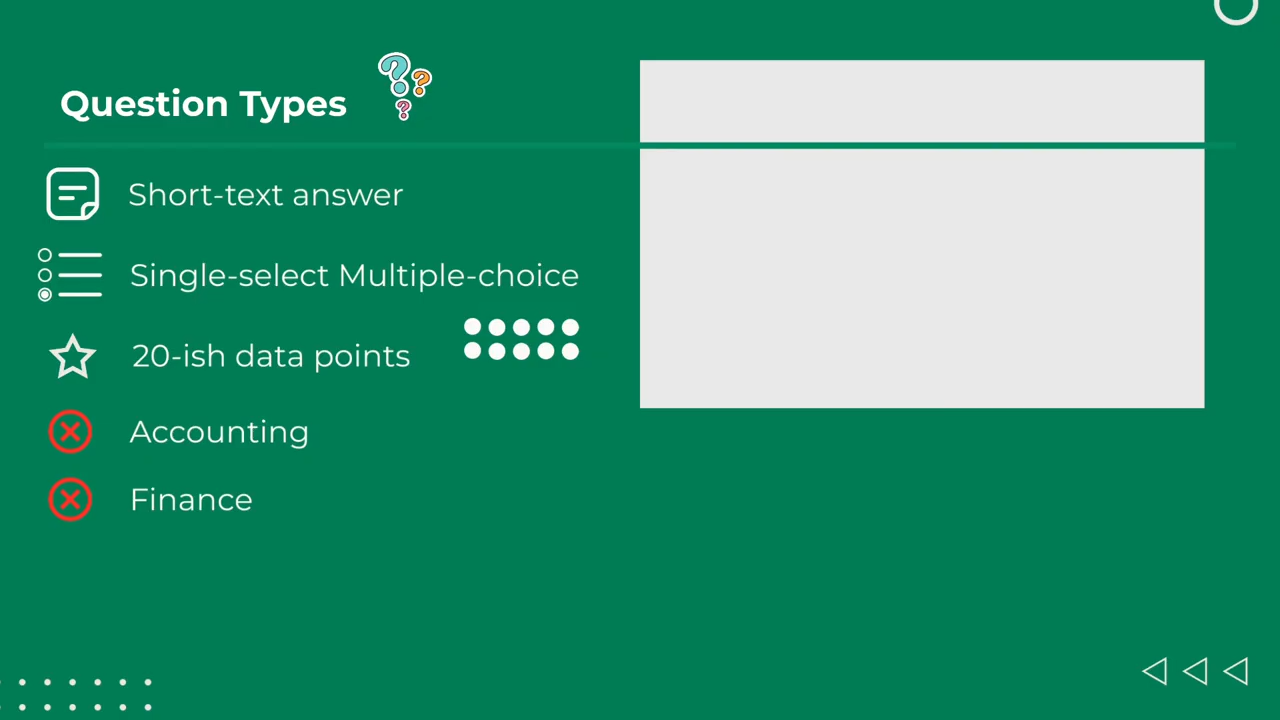 Question Types
Short-text answer
Single-select Multiple-choice
20-ish data points
Accounting
Finance